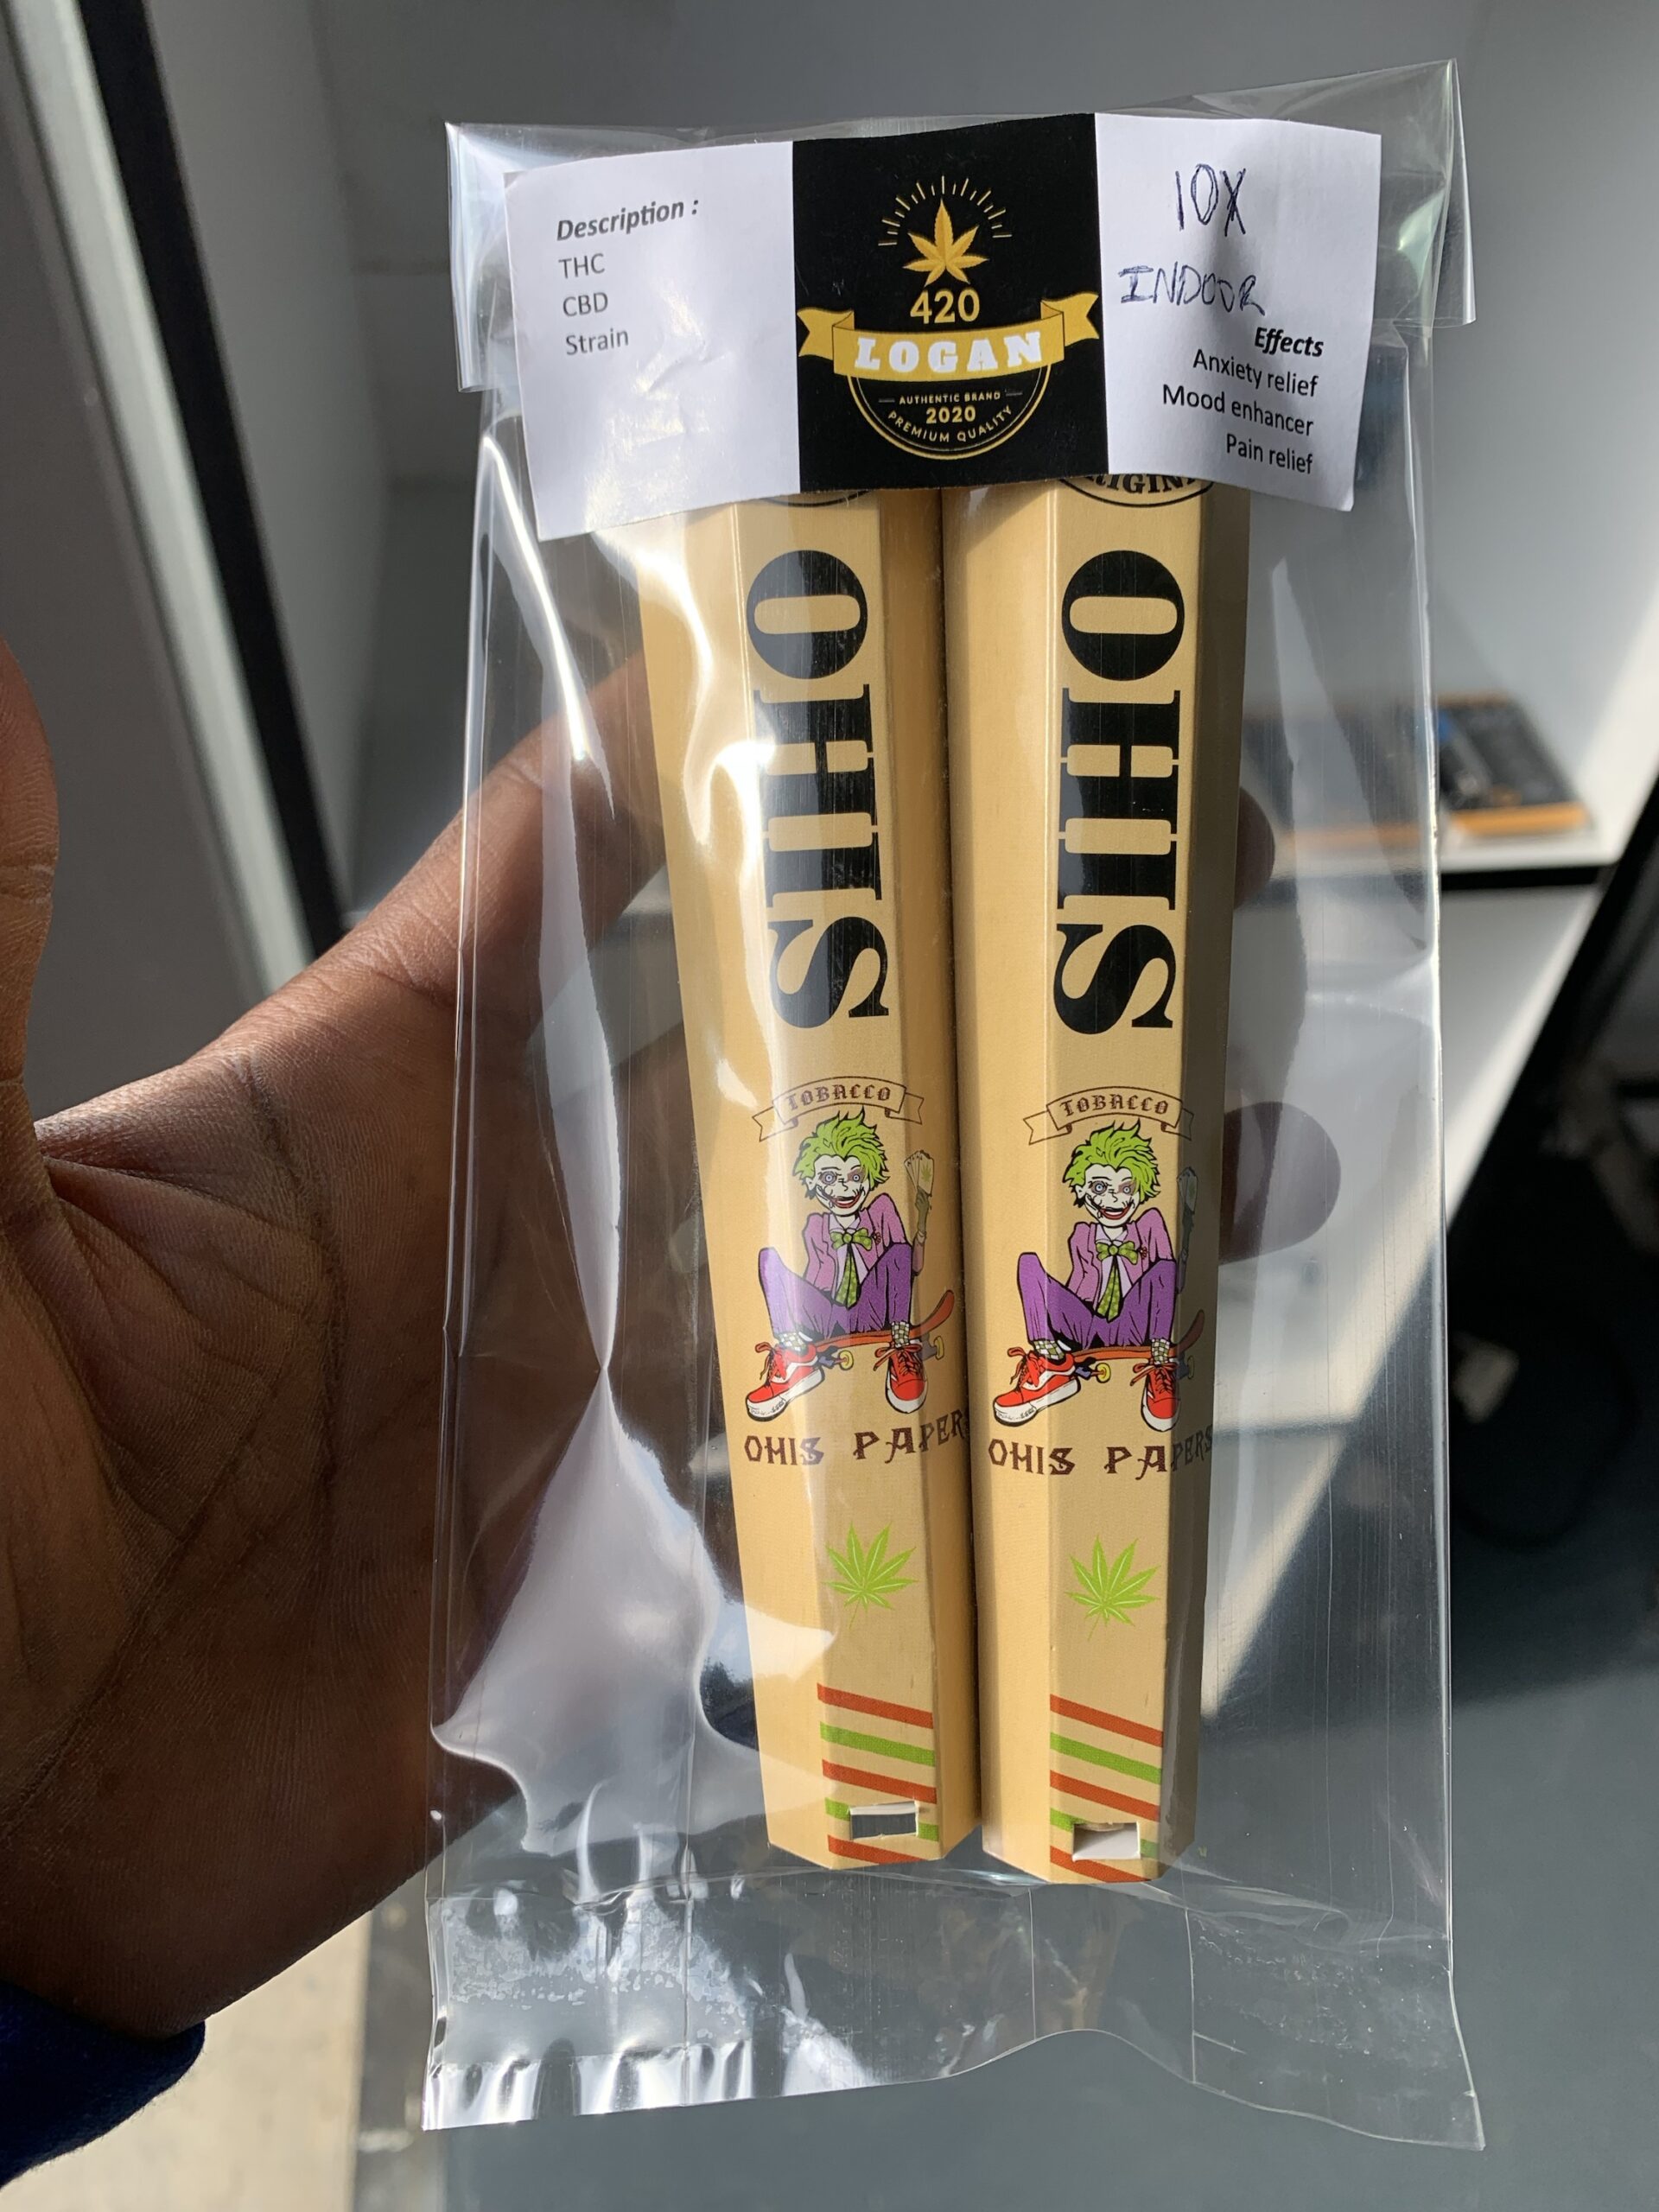 Description :
THC
CBD
Strain
420
LOGAN
AUTHENTIC BRAND
2020
PREMIUM QUALITY
10X
INDOOR
Effects
Anxiety relief
Mood enhancer
Pain relief
OHIS
TOBACCO
OHIS PAPERS
OHIS
TOBACCO
OHIS PAPERS